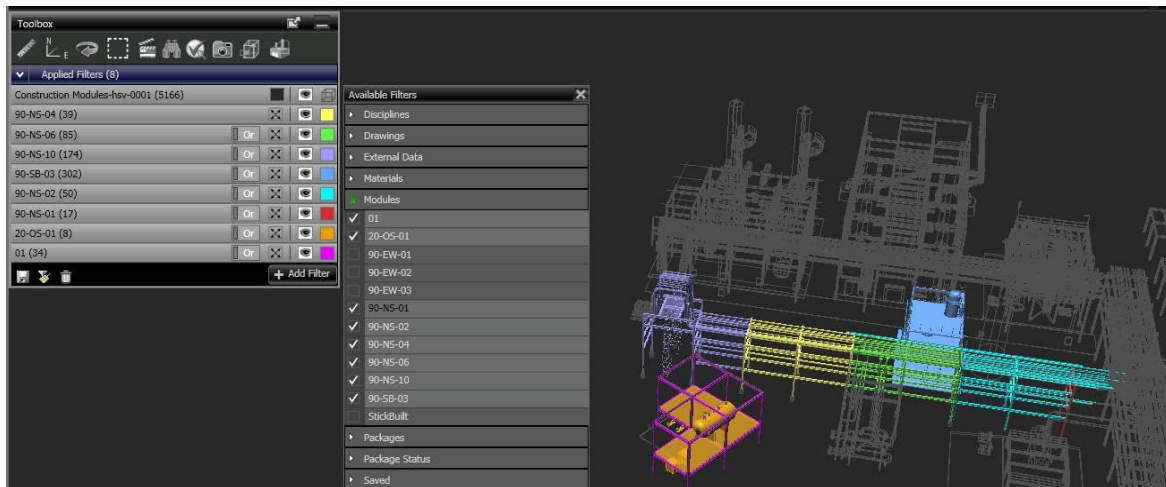 Toolbox
N
E
Applied Filters (8)
Construction Modules-hsv-0001 (5166)
90-NS-04 (39)
90-NS-06 (85) Or
90-NS-10 (174) Or
90-SB-03 (302) Or
90-NS-02 (50) Or
90-NS-01 (17) Or
20-OS-01 (8) Or
01 (34) Or
+ Add Filter
Available Filters
Disciplines
Drawings
External Data
Materials
Modules
01
20-OS-01
90-EW-01
90-EW-02
90-EW-03
90-NS-01
90-NS-02
90-NS-04
90-NS-06
90-NS-10
90-SB-03
StickBuilt
Packages
Package Status
Saved